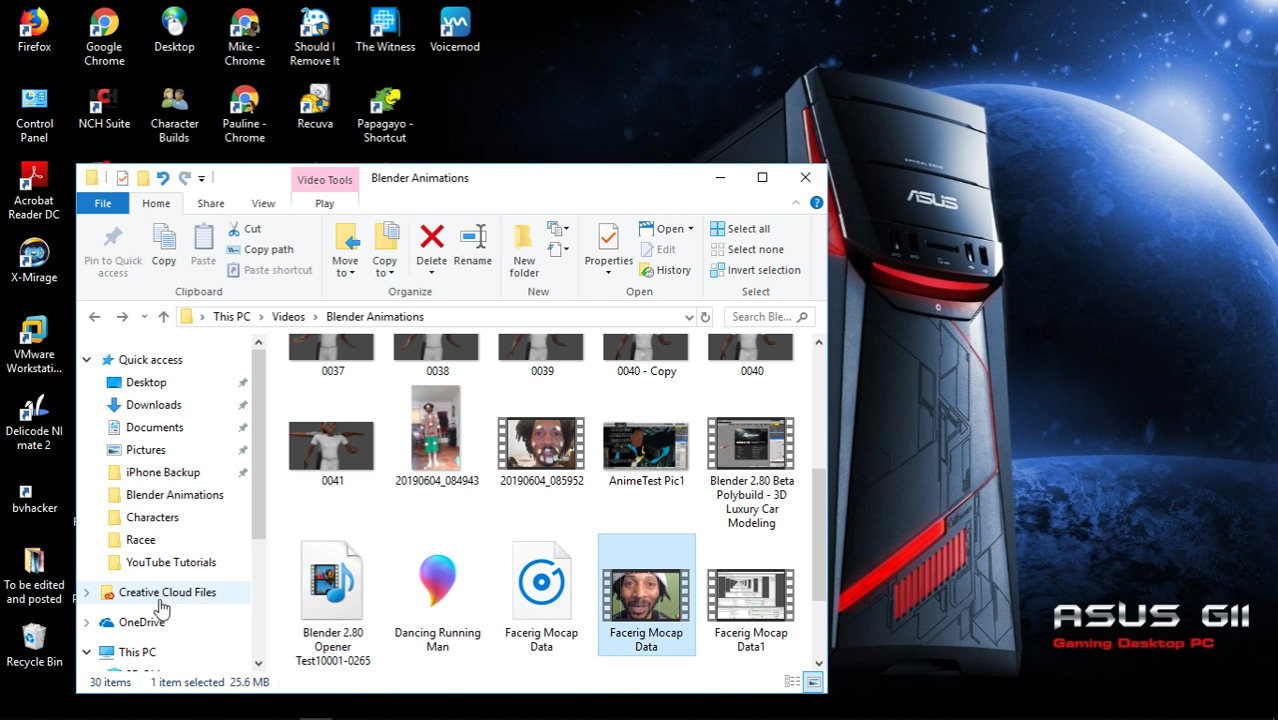 Firefox
Google Chrome
Desktop
Mike - Chrome
Should I Remove It
The Witness
Voicemod
Control Panel
NCH Suite
Character Builds
Pauline - Chrome
Recuva
Papagayo - Shortcut
Acrobat Reader DC
X-Mirage
VMware Workstati...
Delicode NI mate 2
bvhacker
To be edited and posted
Recycle Bin
Video Tools
Blender Animations
File
Home
Share
View
Play
Pin to Quick access
Copy
Paste
Cut
Copy path
Paste shortcut
Clipboard
Move to
Copy to
Delete
Rename
Organize
New folder
New
Properties
Open
Edit
History
Open
Select all
Select none
Invert selection
Select
This PC > Videos > Blender Animations
Search Ble...
Quick access
Desktop
Downloads
Documents
Pictures
iPhone Backup
Blender Animations
Characters
Racee
YouTube Tutorials
Creative Cloud Files
OneDrive
This PC
0037
0038
0039
0040 - Copy
0040
0041
20190604_084943
20190604_085952
AnimeTest Pic1
Blender 2.80 Beta
Polybuild - 3D
Luxury Car
Modeling
Blender 2.80
Opener
Test10001-0265
Dancing Running
Man
Facerig Mocap
Data
Facerig Mocap
Data
Facerig Mocap
Data1
30 items
1 item selected 25.6 MB
ASUS
ASUS G11
Gaming Desktop PC